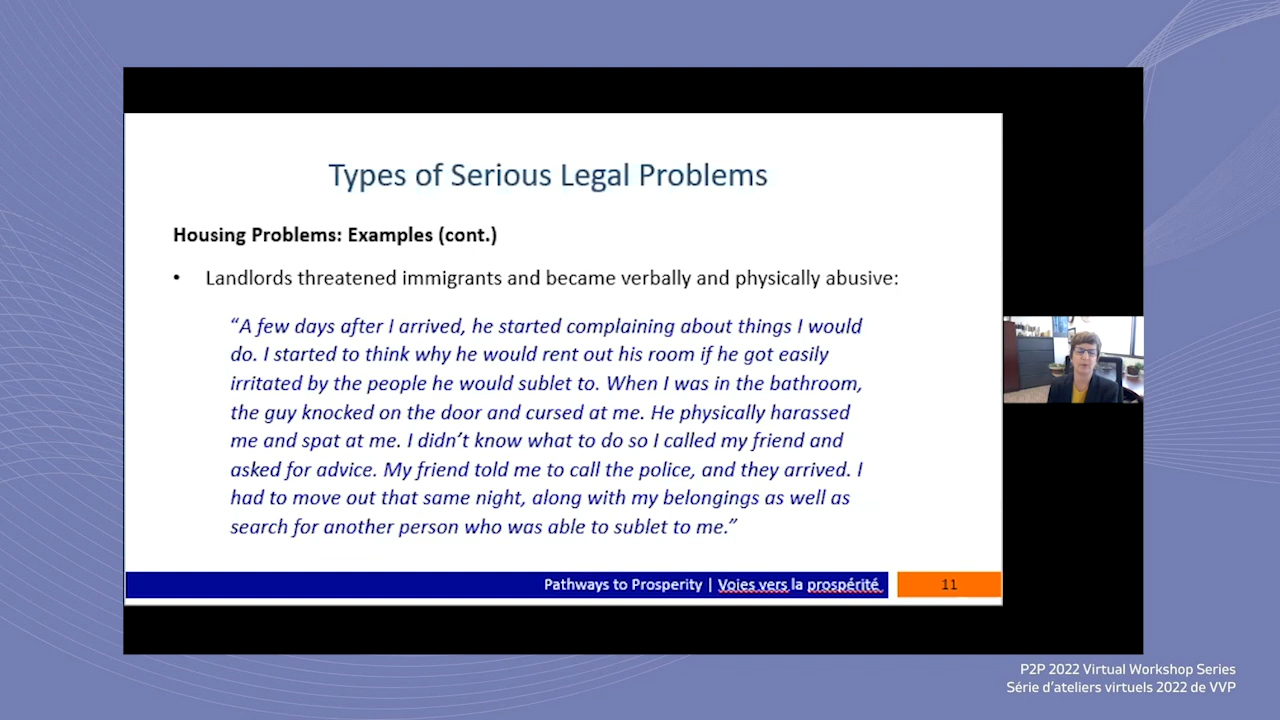 Types of Serious Legal Problems
Housing Problems: Examples (cont.)
• Landlords threatened immigrants and became verbally and physically abusive:
“A few days after I arrived, he started complaining about things I would
do. I started to think why he would rent out his room if he got easily
irritated by the people he would sublet to. When I was in the bathroom,
the guy knocked on the door and cursed at me. He physically harassed
me and spat at me. I didn’t know what to do so I called my friend and
asked for advice. My friend told me to call the police, and they arrived. I
had to move out that same night, along with my belongings as well as
search for another person who was able to sublet to me.”
Pathways to Prosperity | Voies vers la prospérité
11
P2P 2022 Virtual Workshop Series
Série d’ateliers virtuels 2022 de VVP